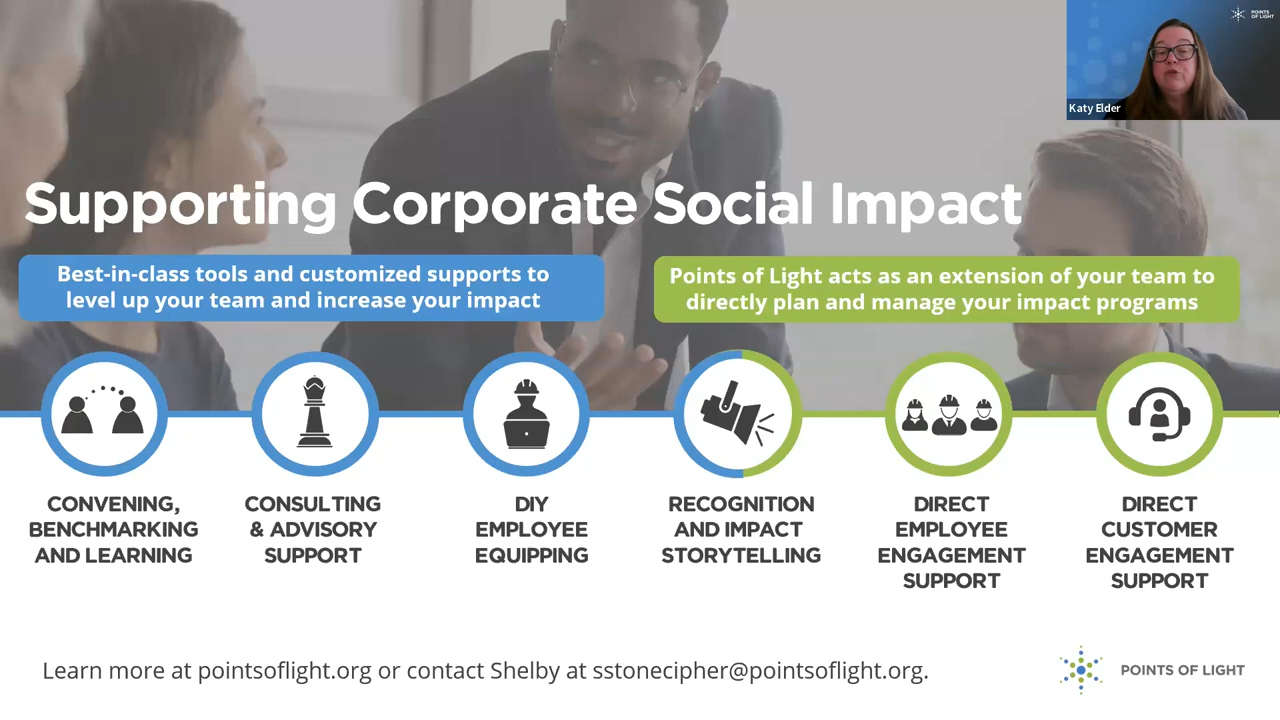 POINTS
OF LIGHT
Katy Elder
Supporting Corporate Social Impact
Best-in-class tools and customized supports to
level up your team and increase your impact
Points of Light acts as an extension of your team to
directly plan and manage your impact programs
CONVENING,
BENCHMARKING
AND LEARNING
CONSULTING
& ADVISORY
SUPPORT
DIY
EMPLOYEE
EQUIPPING
RECOGNITION
AND IMPACT
STORYTELLING
DIRECT
EMPLOYEE
ENGAGEMENT
SUPPORT
DIRECT
CUSTOMER
ENGAGEMENT
SUPPORT
Learn more at pointsoflight.org or contact Shelby at sstonecipher@pointsoflight.org.
POINTS OF LIGHT